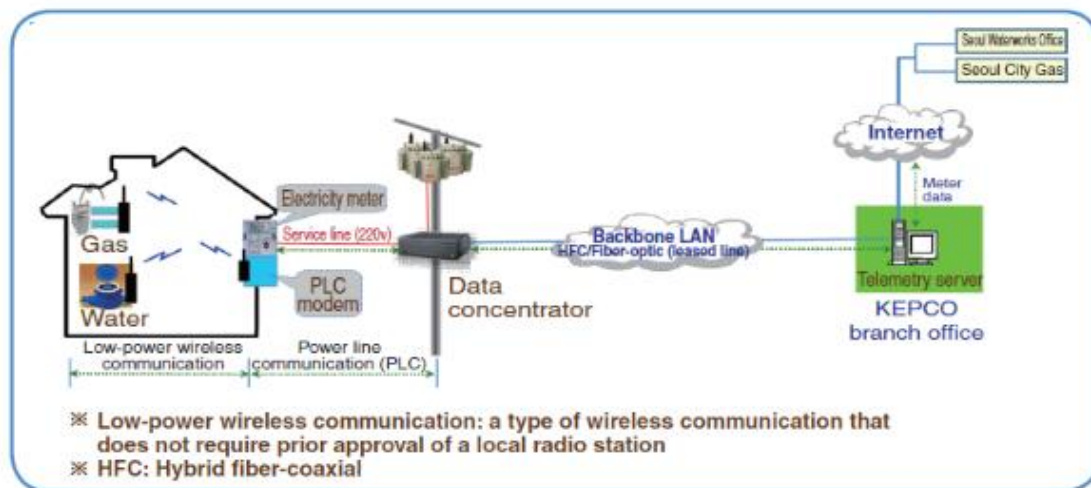 Seoul Waterworks Office
Seoul City Gas
Internet
Meter
data
Electricity meter
Gas
Service line (220v)
Backbone LAN
HFC/Fiber-optic (leased line)
Telemetry server
PLC
modem
Water
Data
concentrator
KEPCO
branch office
Low-power wireless
communication
Power line
communication (PLC)
※ Low-power wireless communication: a type of wireless communication that
does not require prior approval of a local radio station
※ HFC: Hybrid fiber-coaxial